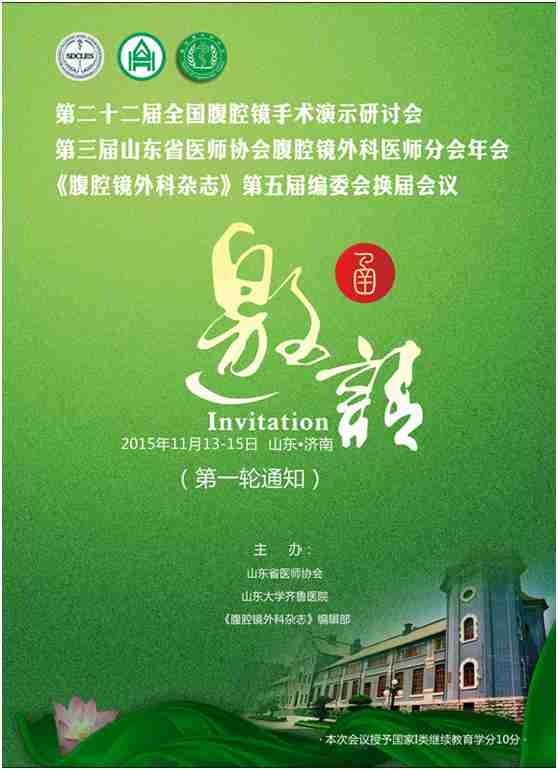 SDCLES
第二十二届全国腹腔镜手术演示研讨会
第三届山东省医师协会腹腔镜外科医师分会年会
《腹腔镜外科杂志》第五届编委会换届会议
邀請
函
Invitation
2015年11月13-15日 山东•济南
（第一轮通知）
主 办：
山东省医师协会
山东大学齐鲁医院
《腹腔镜外科杂志》编辑部
·本次会议授予国家I类继续教育学分10分·